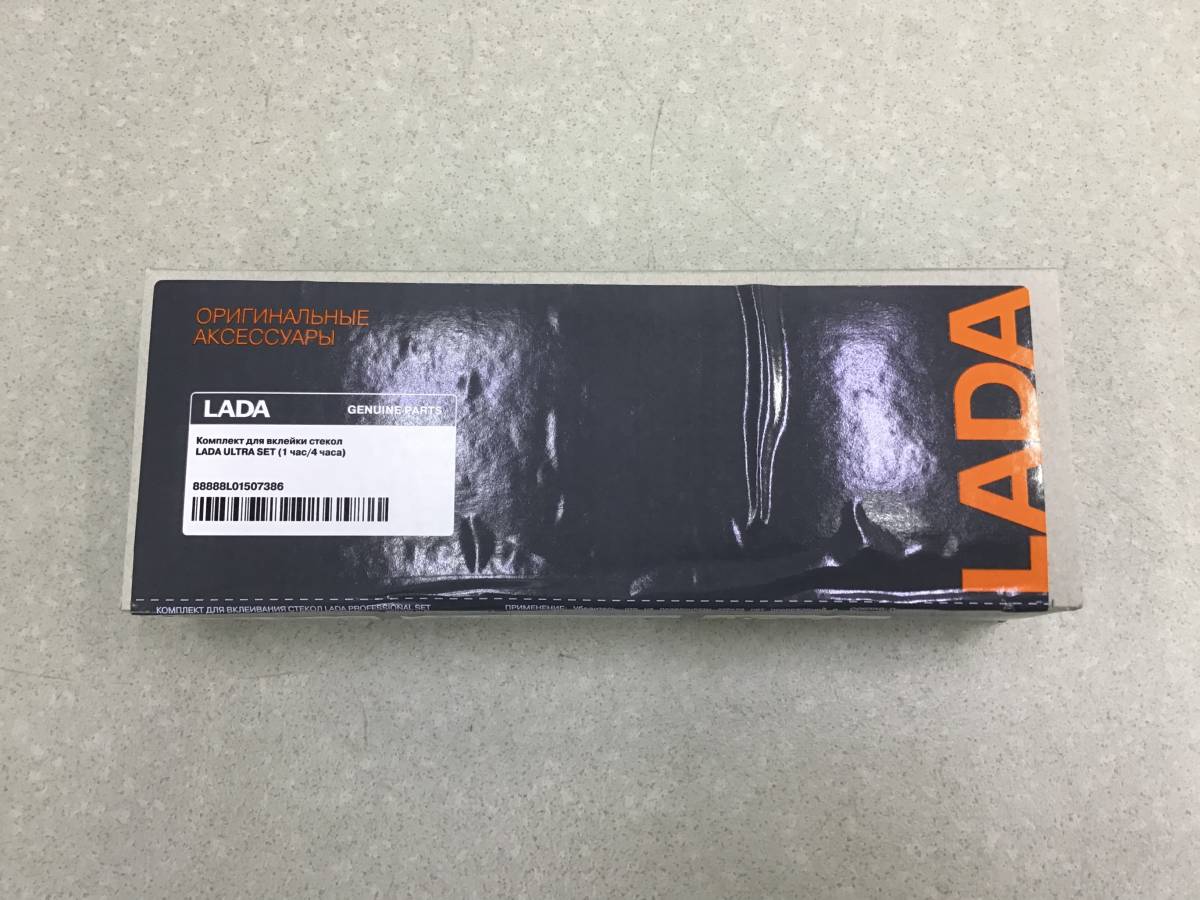 ОРИГИНАЛЬНЫЕ
АКСЕССУАРЫ
LADA GENUINE PARTS
Комплект для вклейки стекол
LADA ULTRA SET (1 час/4 часа)
88888L01507386
LADA
КОМПЛЕКТ ДЛЯ ВКЛЕИВАНИЯ СТЕКОЛ LADA PROFESSIONAL SET
ПРИМЕНЕНИЕ